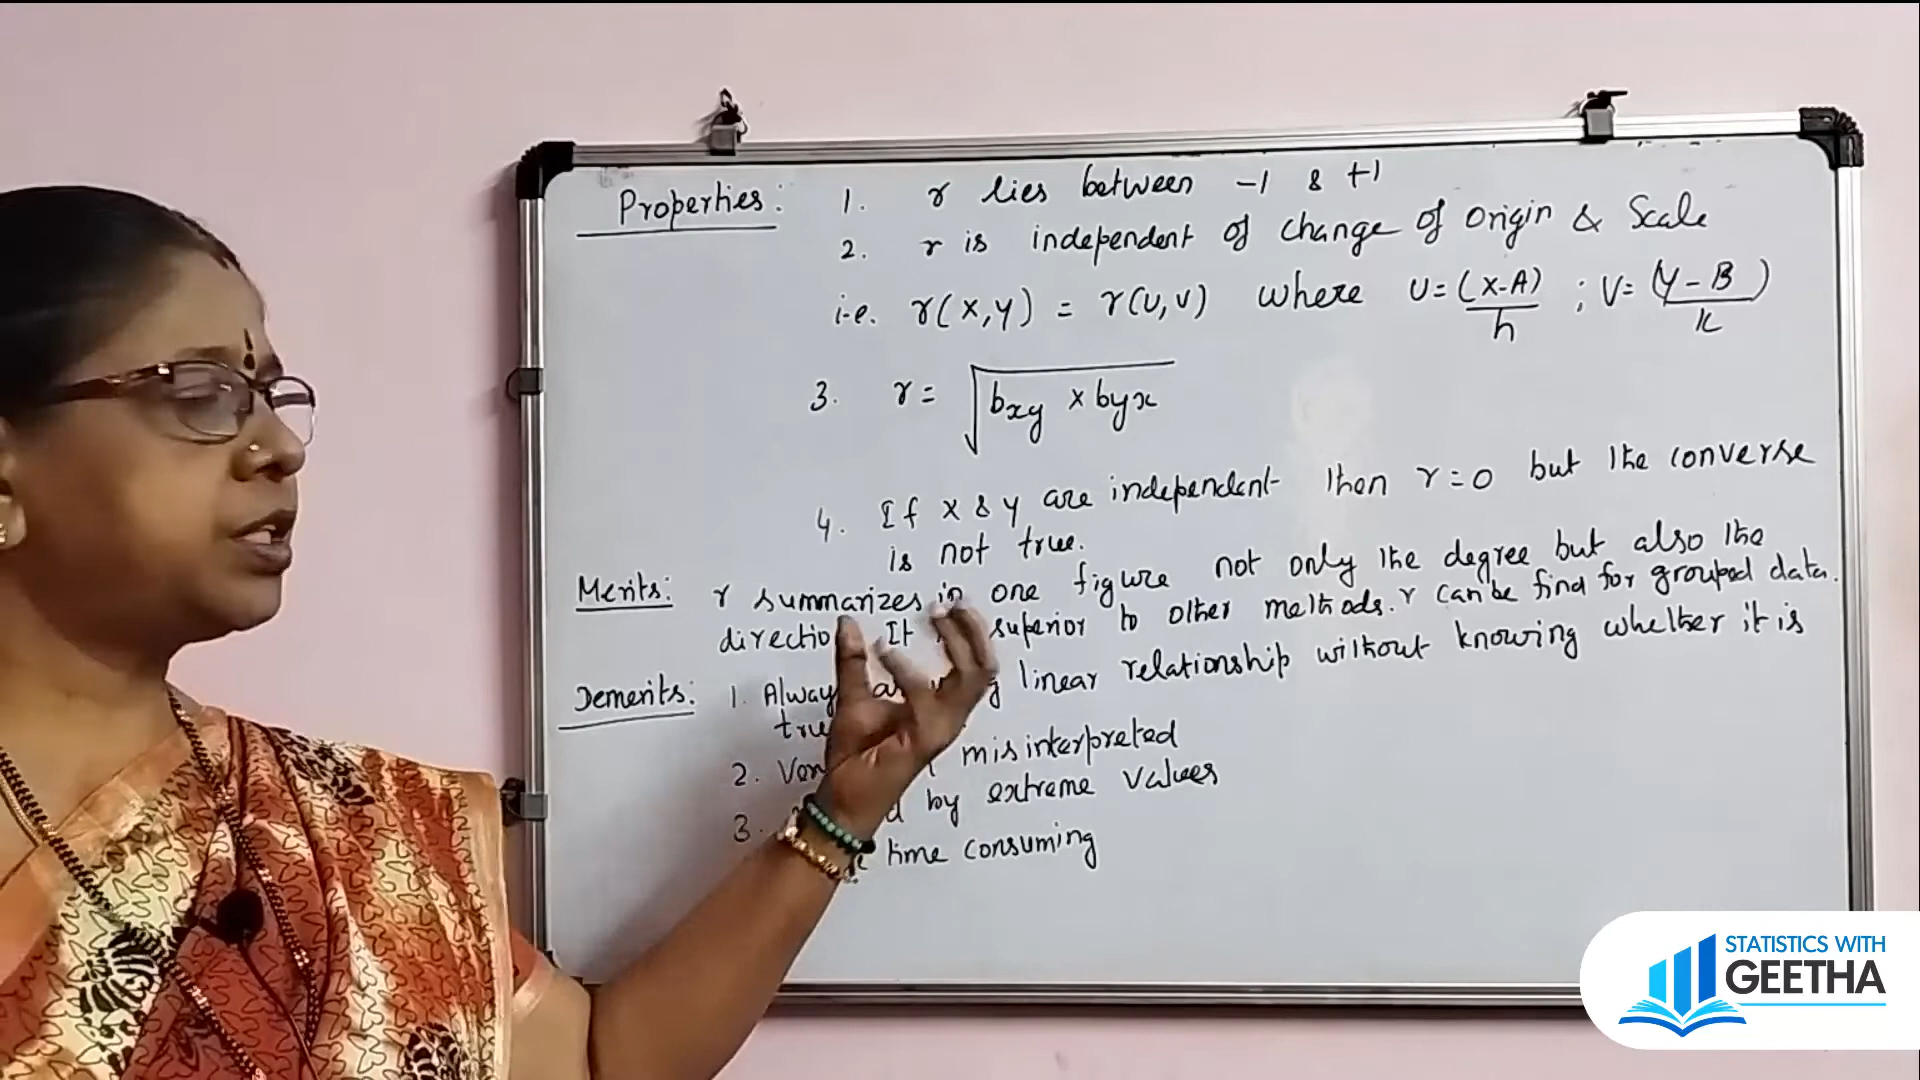 Properties: 1. r lies between -1 & +1
2. r is independent of change of origin & Scale
i.e. r(x,y) = r(U,V) where U = (x-A)/h ; V = (y-B)/k
3. r = √(bxy × byx)
4. If x & y are independent then r = 0 but the converse
is not true.
Merits: r summarizes in one figure not only the degree but also the
direction It superior to other methods. r can be find for grouped data.
Demerits: 1. Always linear relationship without knowing whether it is
true
2. misinterpreted
3. by extreme values
time consuming
STATISTICS WITH
GEETHA